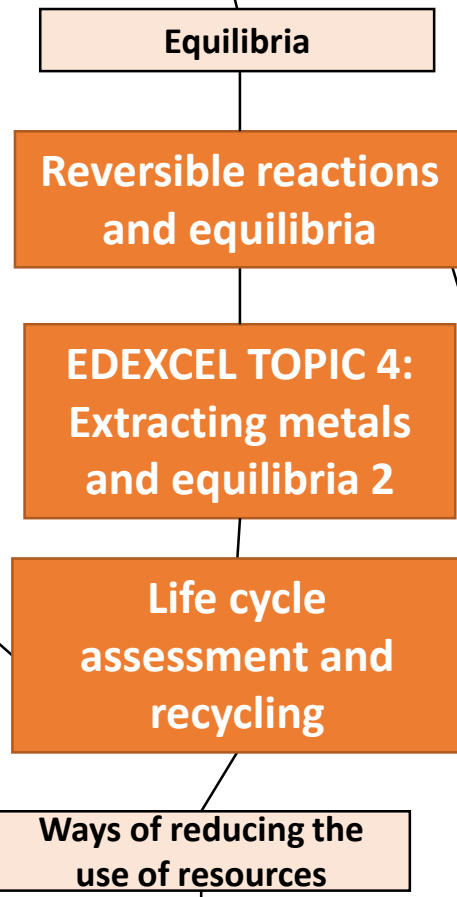 Equilibria
Reversible reactions
and equilibria
EDEXCEL TOPIC 4:
Extracting metals
and equilibria 2
Life cycle
assessment and
recycling
Ways of reducing the
use of resources